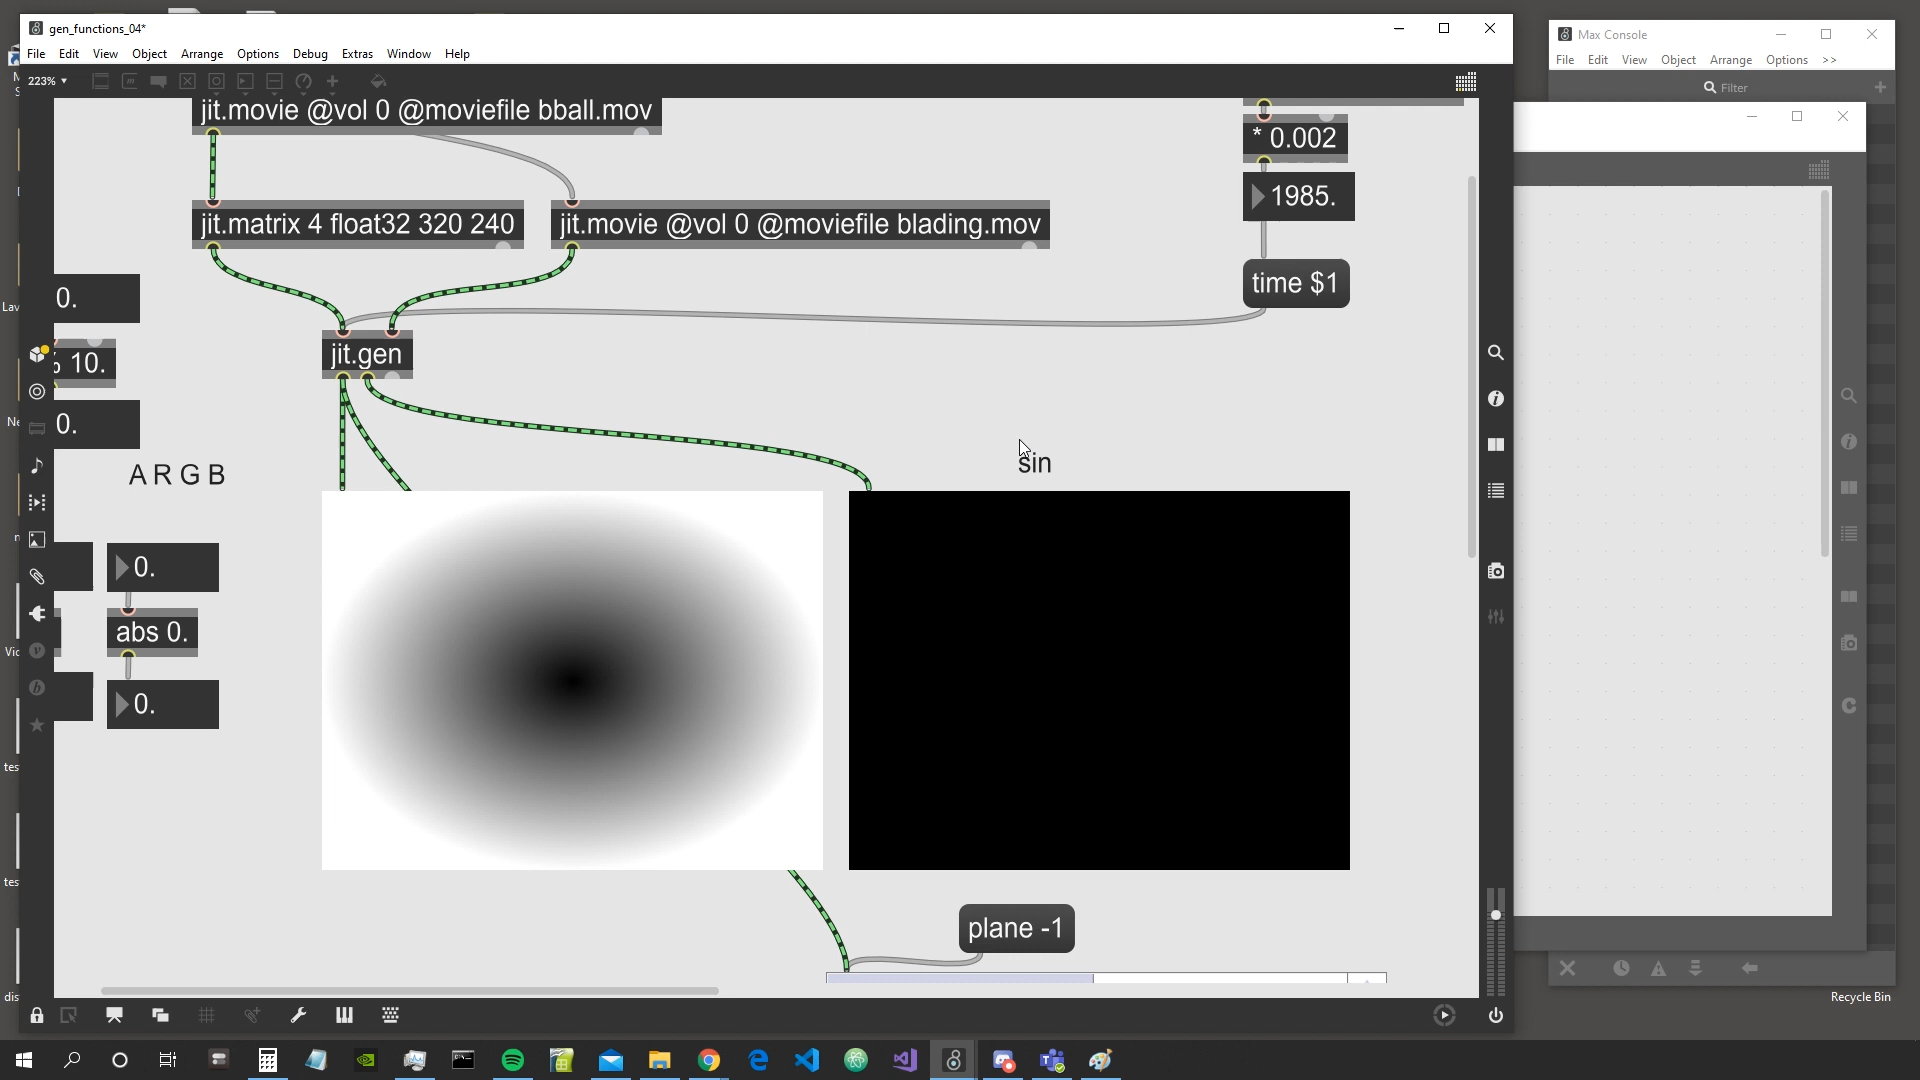 gen_functions_04*
File Edit View Object Arrange Options Debug Extras Window Help
223%
jit.movie @vol 0 @moviefile bball.mov
* 0.002
1985.
jit.matrix 4 float32 320 240
jit.movie @vol 0 @moviefile blading.mov
time $1
0.
jit.gen
% 10.
0.
A R G B
sin
0.
abs 0.
0.
plane -1
Max Console
File Edit View Object Arrange Options >>
Filter
Recycle Bin